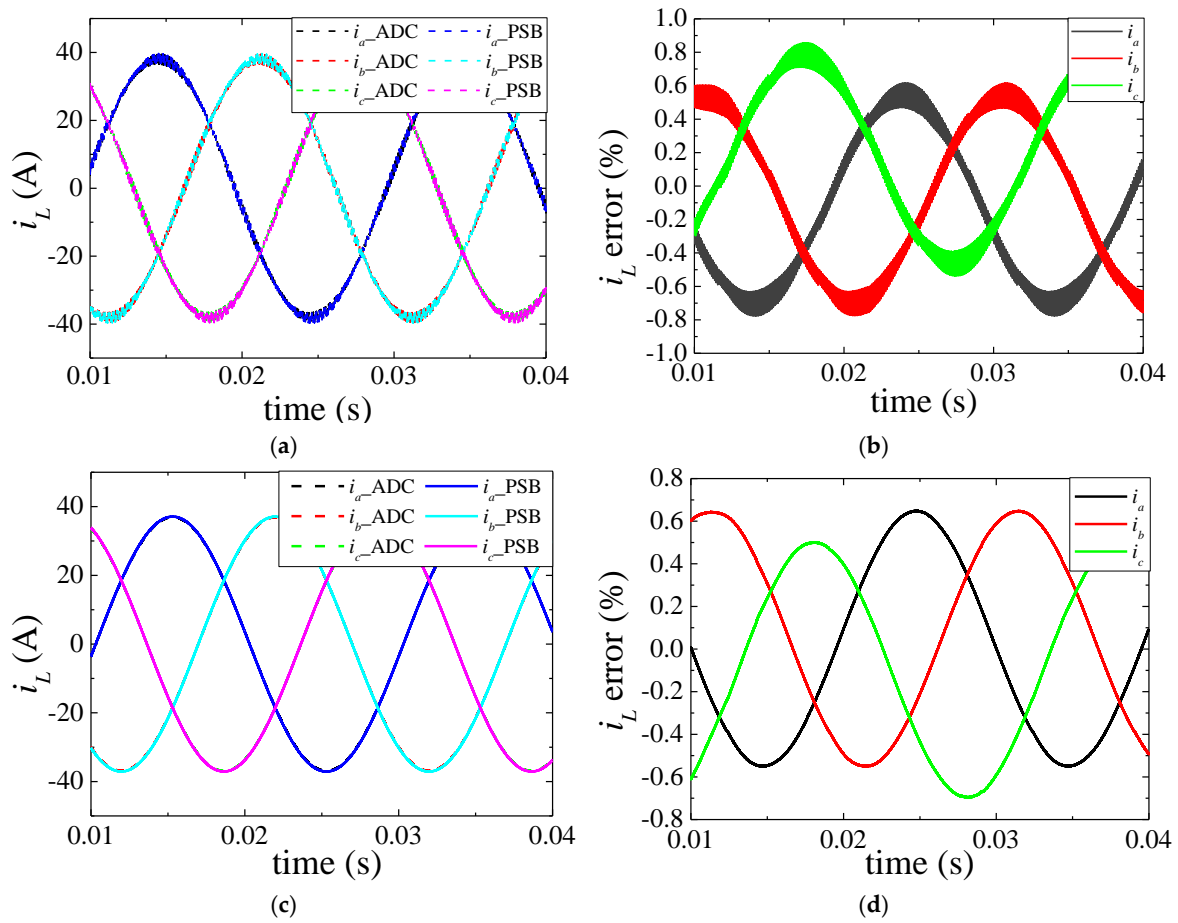 40
20
0
-20
-40
i_L (A)
i_a_ADC i_a_PSB
i_b_ADC i_b_PSB
i_c_ADC i_c_PSB
0.01 0.02 0.03 0.04
time (s)
(a)
1.0
0.8
0.6
0.4
0.2
0.0
-0.2
-0.4
-0.6
-0.8
-1.0
i_L error (%)
i_a
i_b
i_c
0.01 0.02 0.03 0.04
time (s)
(b)
40
20
0
-20
-40
i_L (A)
i_a_ADC i_a_PSB
i_b_ADC i_b_PSB
i_c_ADC i_c_PSB
0.01 0.02 0.03 0.04
time (s)
(c)
0.8
0.6
0.4
0.2
0.0
-0.2
-0.4
-0.6
-0.8
i_L error (%)
i_a
i_b
i_c
0.01 0.02 0.03 0.04
time (s)
(d)